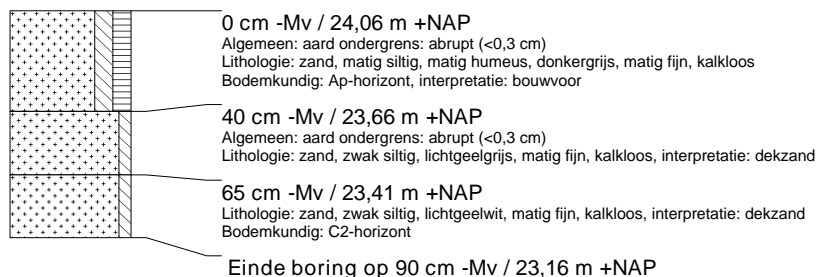 0 cm -Mv / 24,06 m +NAP
Algemeen: aard ondergrens: abrupt (<0,3 cm)
Lithologie: zand, matig siltig, matig humeus, donkergrijs, matig fijn, kalkloos
Bodemkundig: Ap-horizont, interpretatie: bouwvoor
40 cm -Mv / 23,66 m +NAP
Algemeen: aard ondergrens: abrupt (<0,3 cm)
Lithologie: zand, zwak siltig, lichtgeelgrijs, matig fijn, kalkloos, interpretatie: dekzand
65 cm -Mv / 23,41 m +NAP
Lithologie: zand, zwak siltig, lichtgeelwit, matig fijn, kalkloos, interpretatie: dekzand
Bodemkundig: C2-horizont
Einde boring op 90 cm -Mv / 23,16 m +NAP